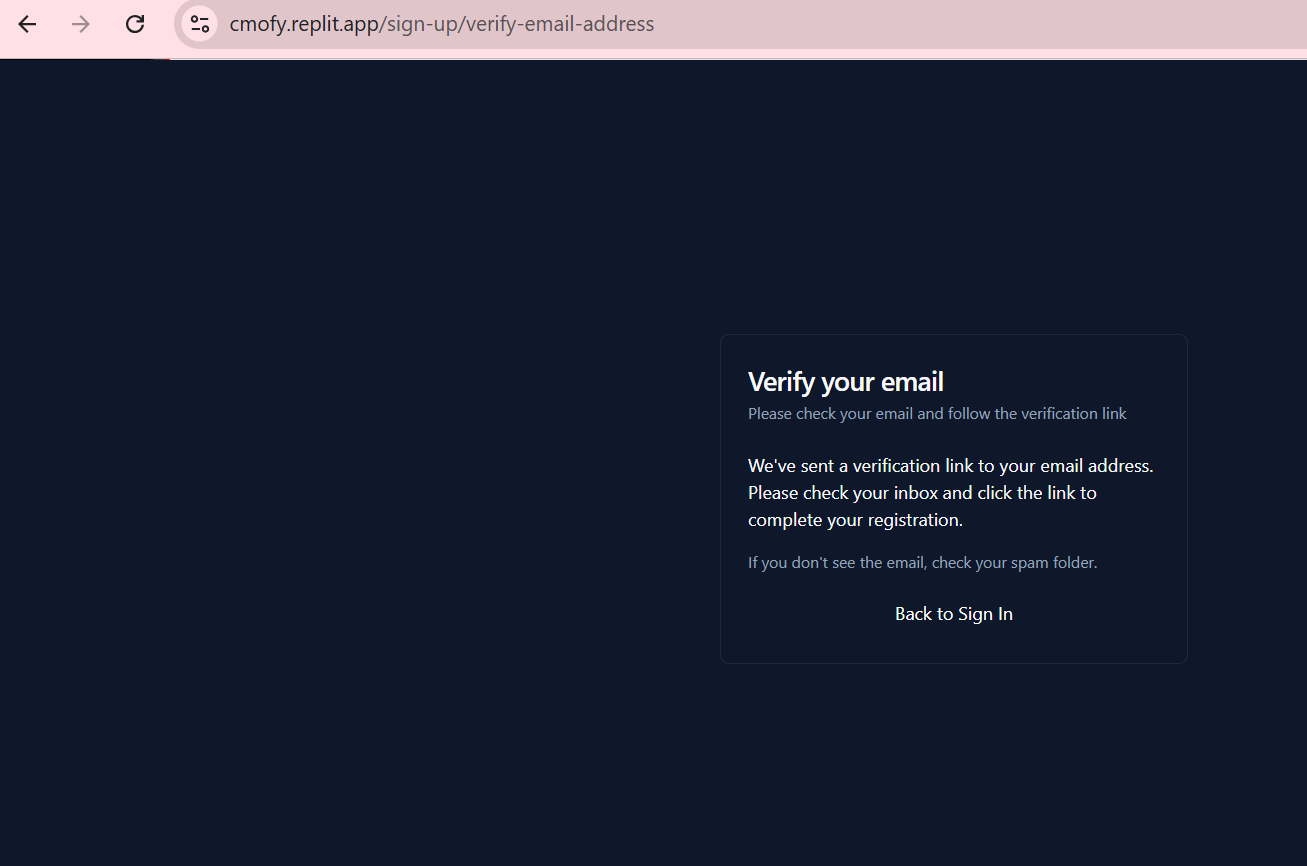 cmofy.replit.app/sign-up/verify-email-address
Verify your email
Please check your email and follow the verification link
We've sent a verification link to your email address.
Please check your inbox and click the link to
complete your registration.
If you don't see the email, check your spam folder.
Back to Sign In